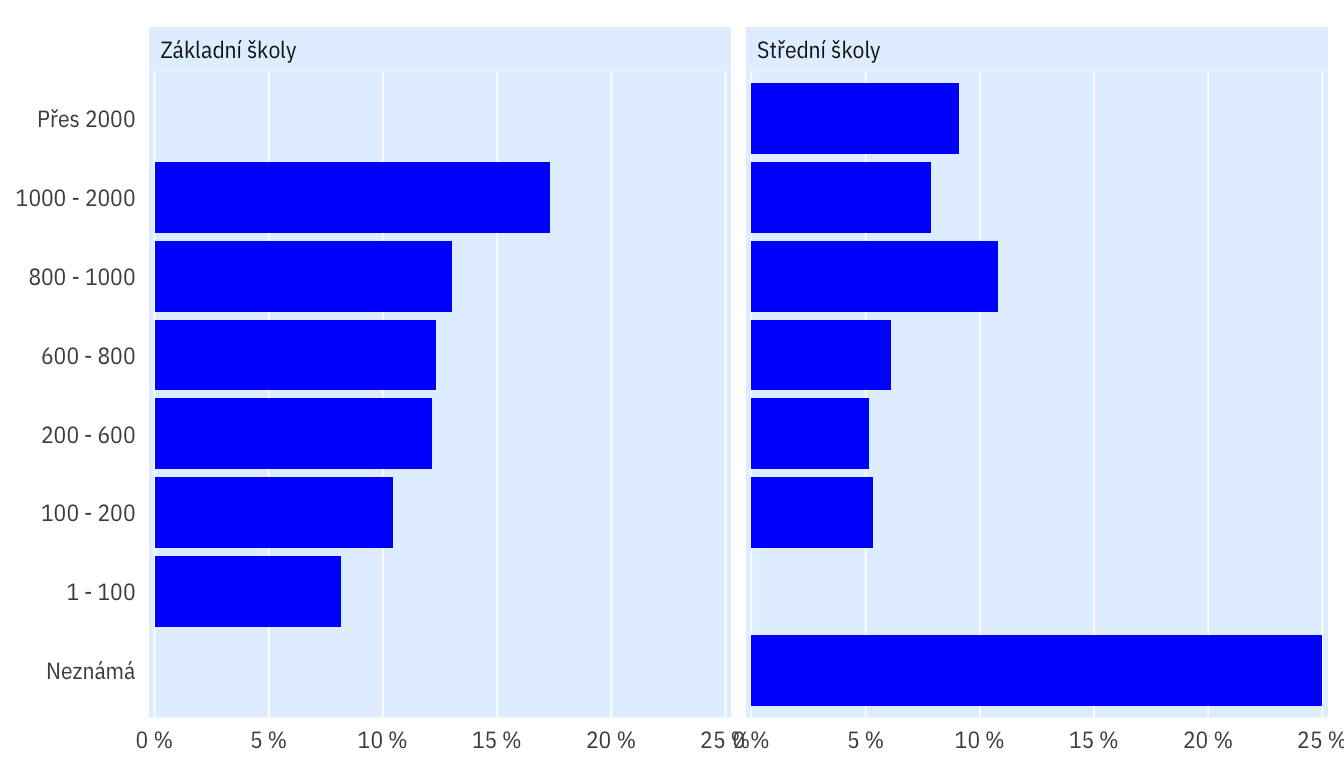 Základní školy
Střední školy
Přes 2000
1000 - 2000
800 - 1000
600 - 800
200 - 600
100 - 200
1 - 100
Neznámá
0 % 5 % 10 % 15 % 20 % 25 % 0 % 5 % 10 % 15 % 20 % 25 %